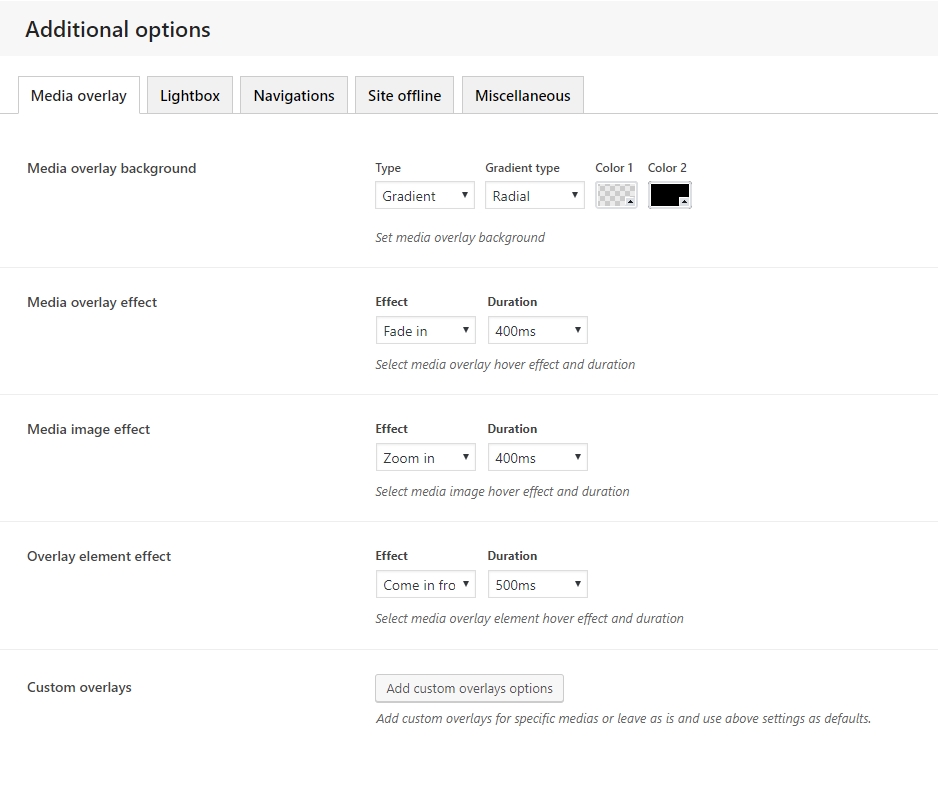 Additional options
Media overlay Lightbox Navigations Site offline Miscellaneous
Media overlay background
Type Gradient type Color 1 Color 2
Gradient Radial
Set media overlay background
Media overlay effect
Effect Duration
Fade in 400ms
Select media overlay hover effect and duration
Media image effect
Effect Duration
Zoom in 400ms
Select media image hover effect and duration
Overlay element effect
Effect Duration
Come in fro 500ms
Select media overlay element hover effect and duration
Custom overlays
Add custom overlays options
Add custom overlays for specific medias or leave as is and use above settings as defaults.